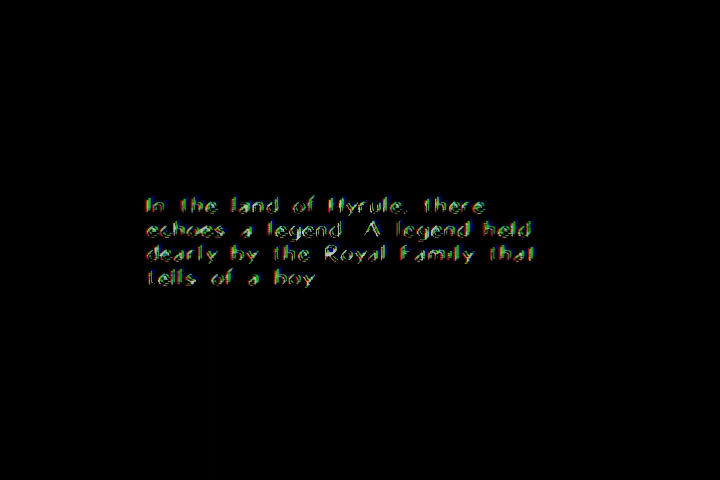 In the land of Hyrule, there
echoes a legend. A legend held
dearly by the Royal Family that
tells of a boy